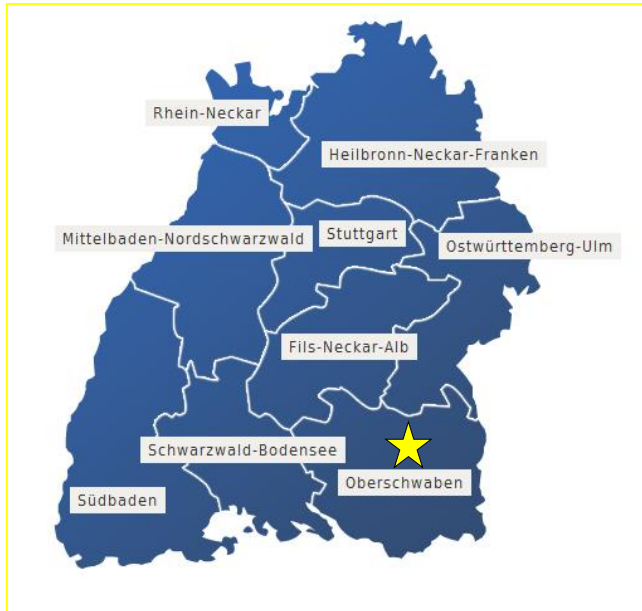 Rhein-Neckar
Heilbronn-Neckar-Franken
Mittelbaden-Nordschwarzwald
Stuttgart
Ostwürttemberg-Ulm
Fils-Neckar-Alb
Schwarzwald-Bodensee
Oberschwaben
Südbaden